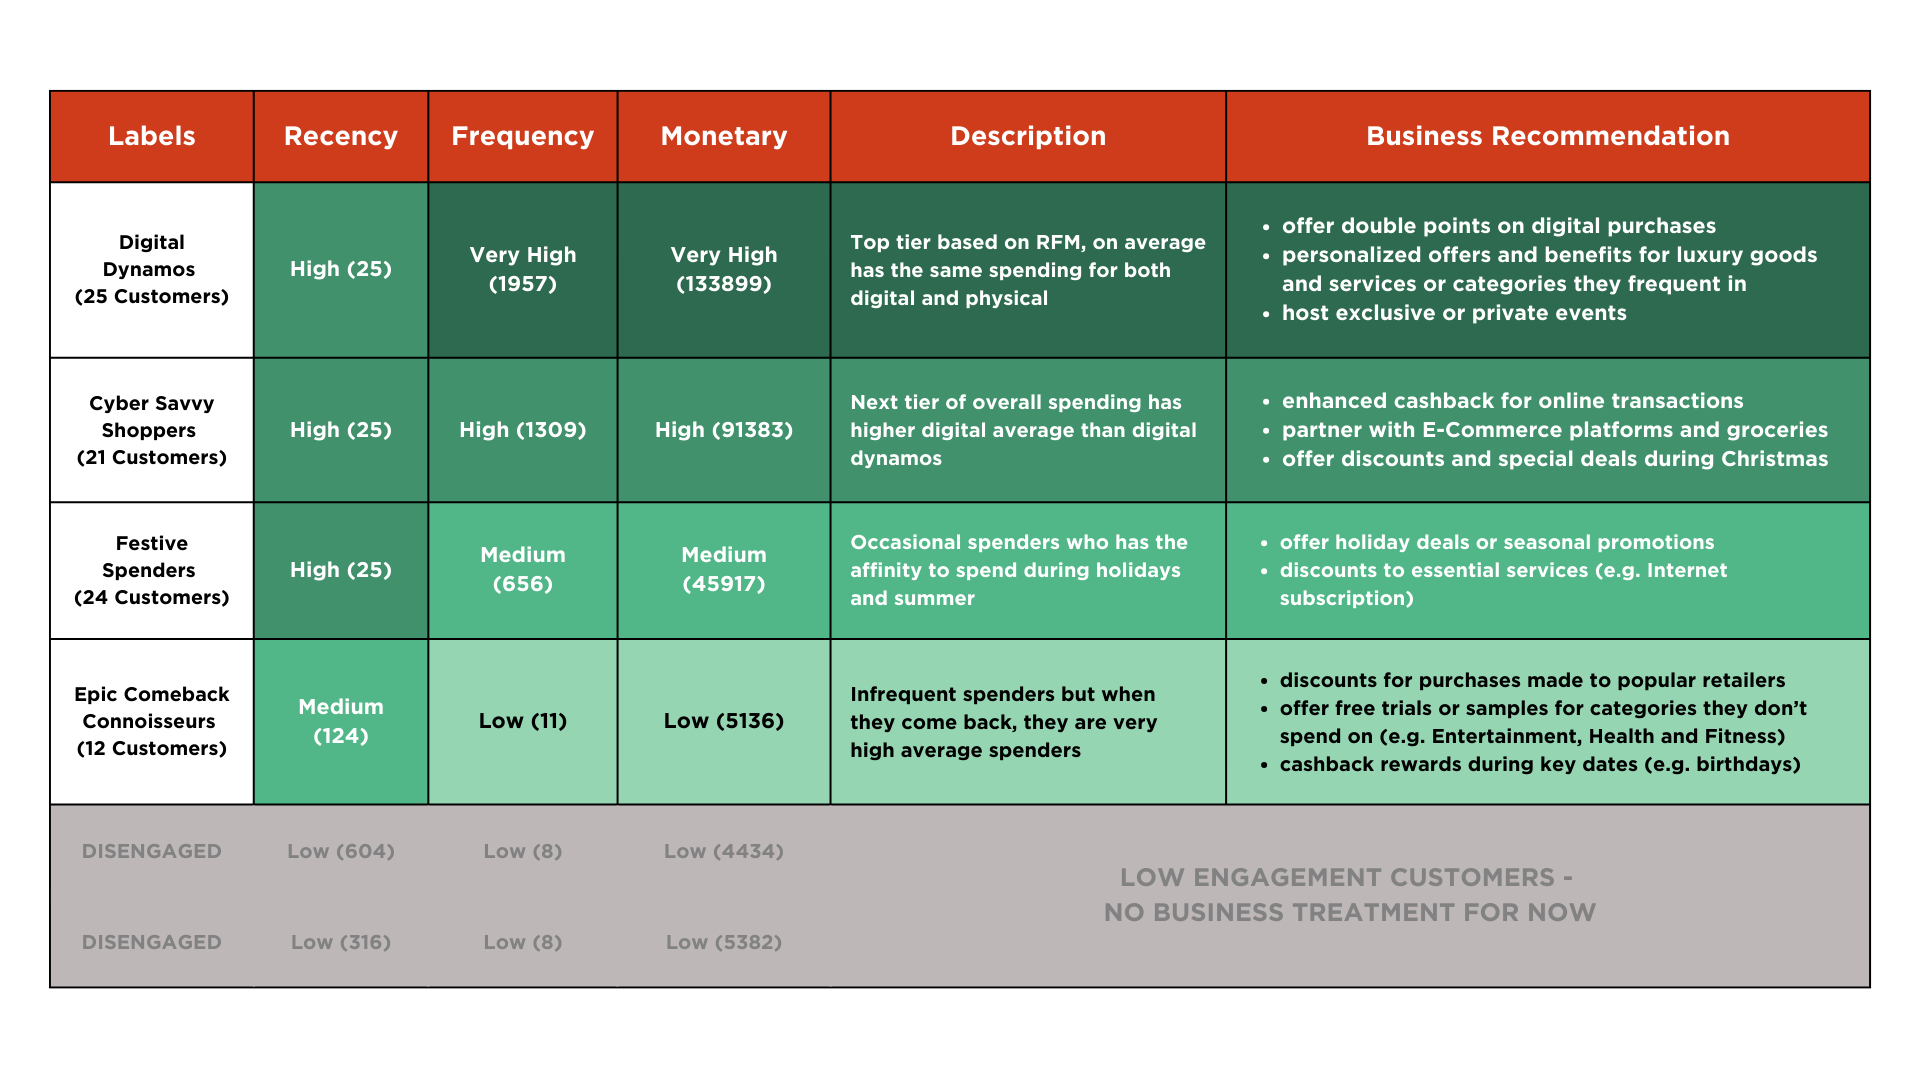 Labels
Recency
Frequency
Monetary
Description
Business Recommendation
Digital
Dynamos
(25 Customers)
High (25)
Very High
(1957)
Very High
(133899)
Top tier based on RFM, on average
has the same spending for both
digital and physical
• offer double points on digital purchases
• personalized offers and benefits for luxury goods
and services or categories they frequent in
• host exclusive or private events
Cyber Savvy
Shoppers
(21 Customers)
High (25)
High (1309)
High (91383)
Next tier of overall spending has
higher digital average than digital
dynamos
• enhanced cashback for online transactions
• partner with E-Commerce platforms and groceries
• offer discounts and special deals during Christmas
Festive
Spenders
(24 Customers)
High (25)
Medium
(656)
Medium
(45917)
Occasional spenders who has the
affinity to spend during holidays
and summer
• offer holiday deals or seasonal promotions
• discounts to essential services (e.g. Internet
subscription)
Epic Comeback
Connoisseurs
(12 Customers)
Medium
(124)
Low (11)
Low (5136)
Infrequent spenders but when
they come back, they are very
high average spenders
• discounts for purchases made to popular retailers
• offer free trials or samples for categories they don’t
spend on (e.g. Entertainment, Health and Fitness)
• cashback rewards during key dates (e.g. birthdays)
DISENGAGED
Low (604)
Low (8)
Low (4434)
LOW ENGAGEMENT CUSTOMERS -
NO BUSINESS TREATMENT FOR NOW
DISENGAGED
Low (316)
Low (8)
Low (5382)